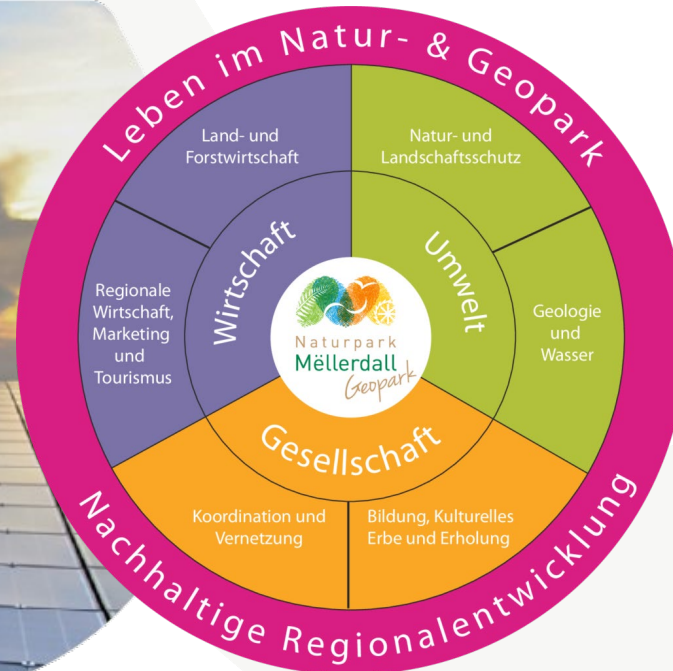 Leben im Natur- & Geopark
Land- und
Forstwirtschaft
Natur- und
Landschaftsschutz
Wirtschaft
Umwelt
Regionale
Wirtschaft,
Marketing
und
Tourismus
Geologie
und
Wasser
Naturpark
Mëllerdall
Geopark
Gesellschaft
Koordination und
Vernetzung
Bildung, Kulturelles
Erbe und Erholung
Nachhaltige Regionalentwicklung